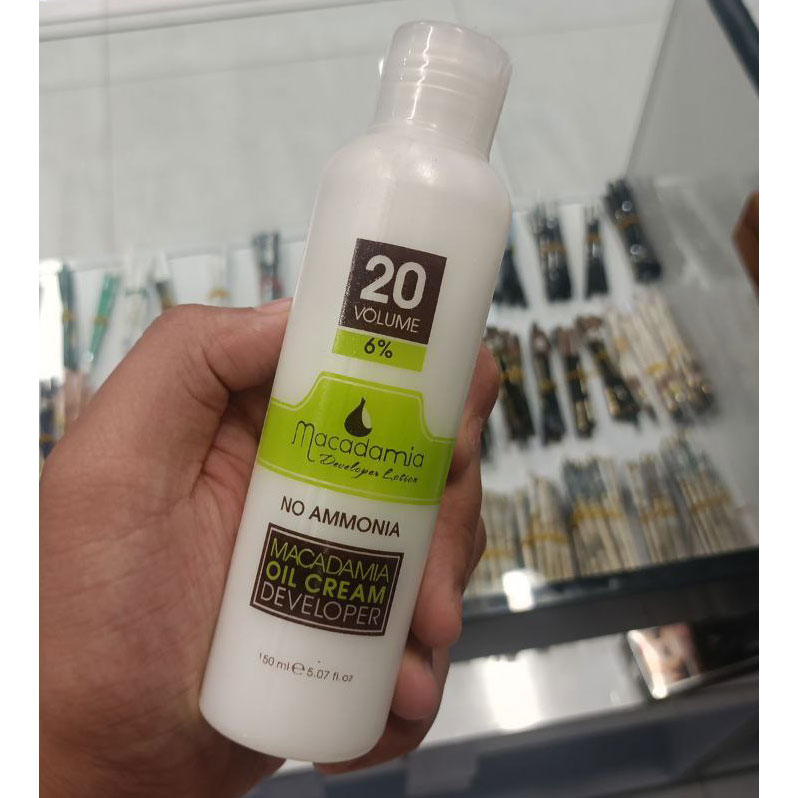 20
VOLUME
6%
Macadamia
Developer Lotion
NO AMMONIA
MACADAMIA
OIL CREAM
DEVELOPER
150 ml ℮ 5.07 fl.oz